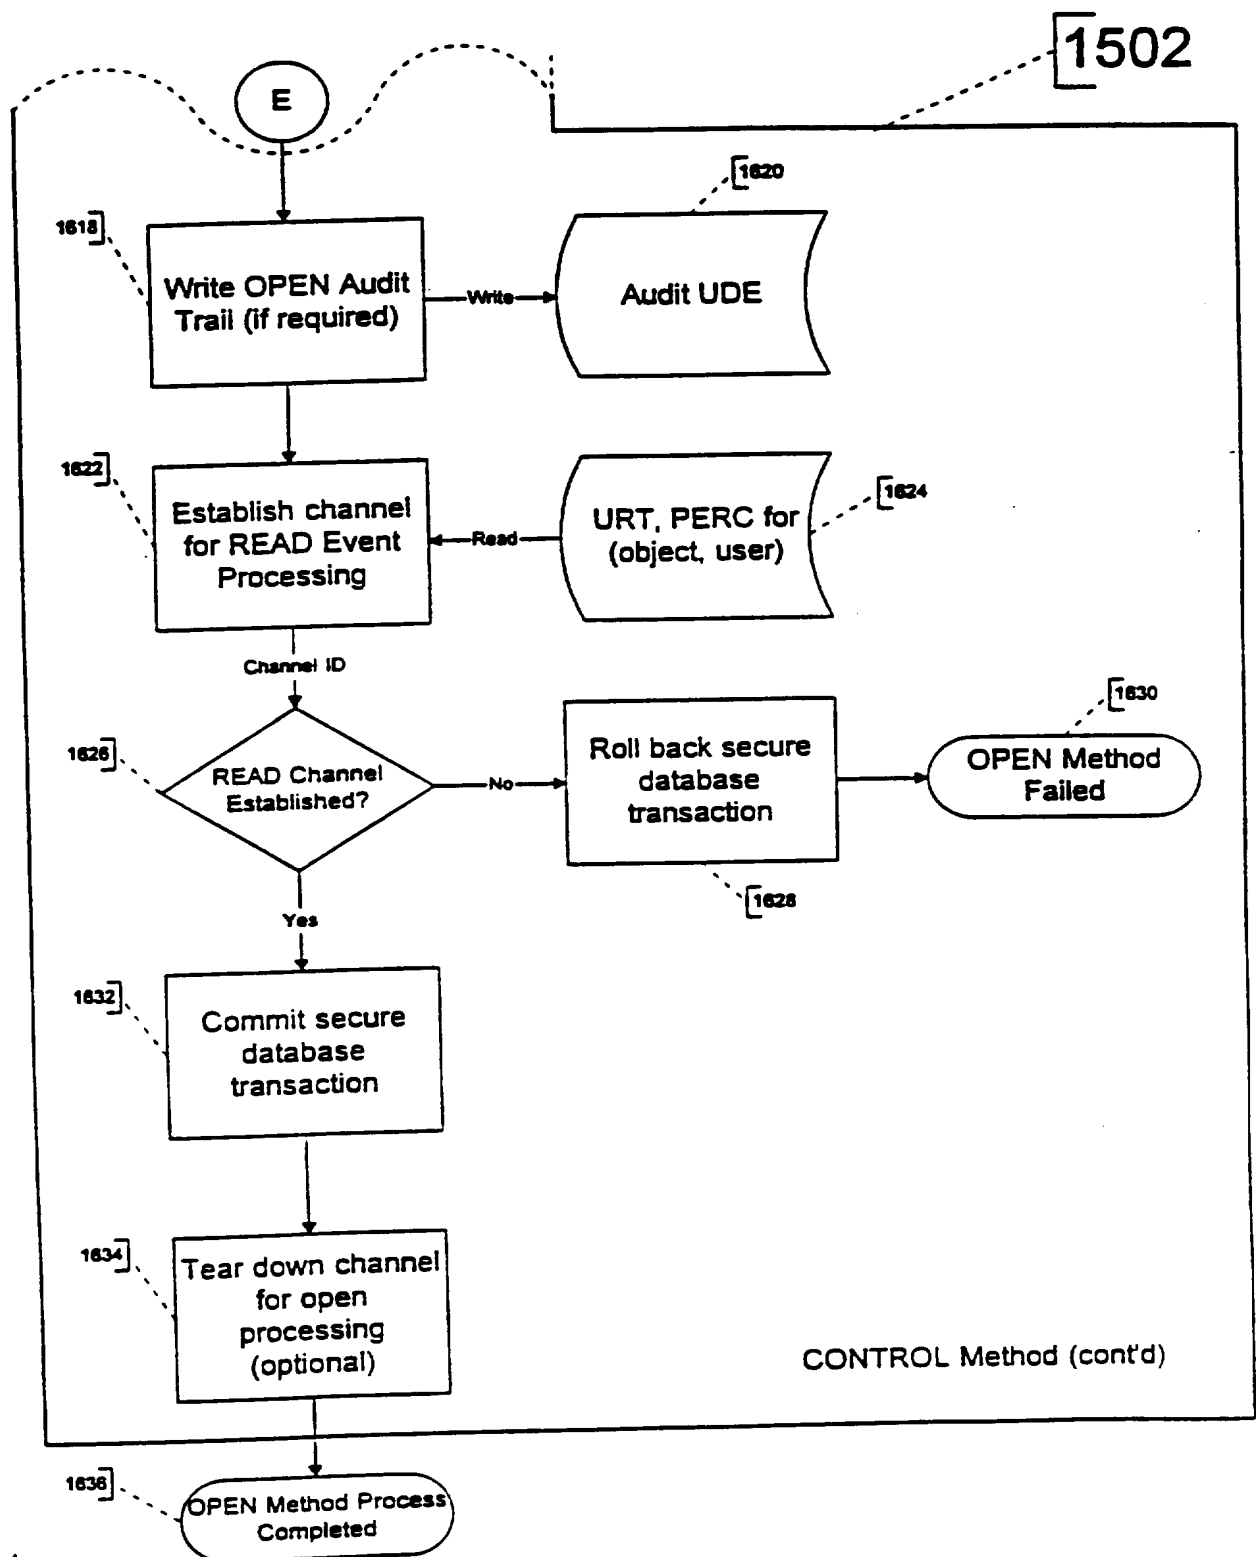 1502
E
1620
1618
Write OPEN Audit
Trail (if required)
Write
Audit UDE
1622
1624
Establish channel
for READ Event
Processing
Read
URT, PERC for
(object, user)
Channel ID
1630
1626
READ Channel
Established?
No
Roll back secure
database
transaction
OPEN Method
Failed
1628
Yes
1632
Commit secure
database
transaction
1634
Tear down channel
for open
processing
(optional)
CONTROL Method (cont'd)
1636
OPEN Method Process
Completed